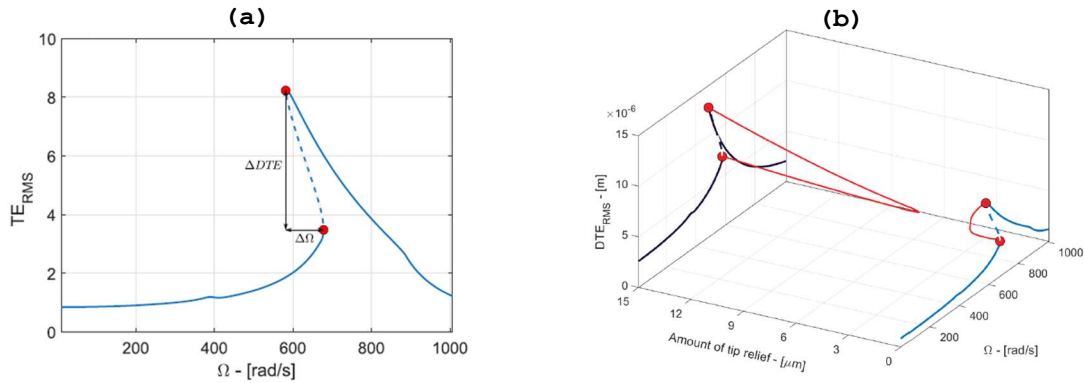 (a)
10
8
6
4
2
0
TE_RMS
ΔDTE
ΔΩ
200 400 600 800 1000
Ω - [rad/s]
(b)
×10⁻⁶
15
10
5
0
DTE_RMS - [m]
15 12 9 6 3 0
Amount of tip relief - [μm]
200 400 600 800 1000
Ω - [rad/s]